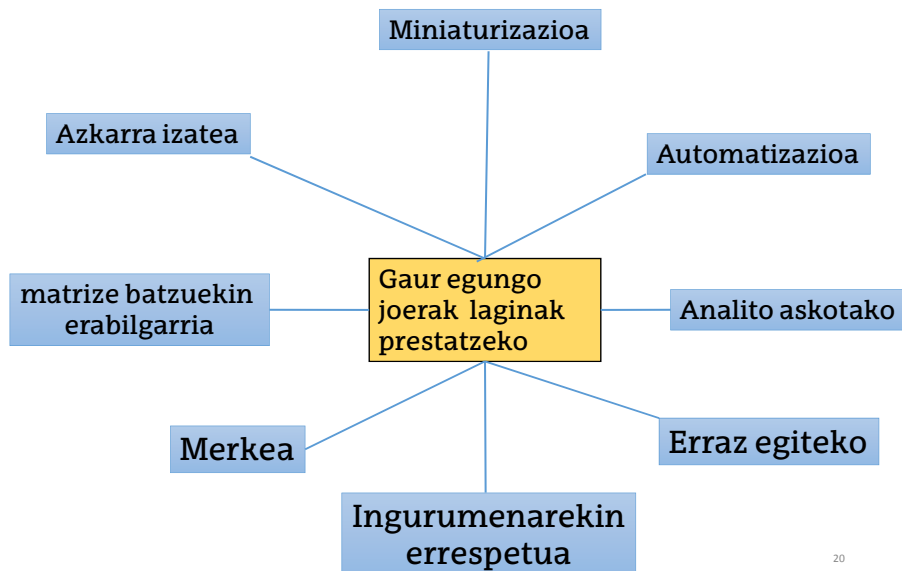 Miniaturizazioa
Azkarra izatea
Automatizazioa
Gaur egungo
joerak laginak
prestatzeko
matrize batzuekin
erabilgarria
Analito askotako
Merkea
Erraz egiteko
Ingurumenarekin
errespetua
20